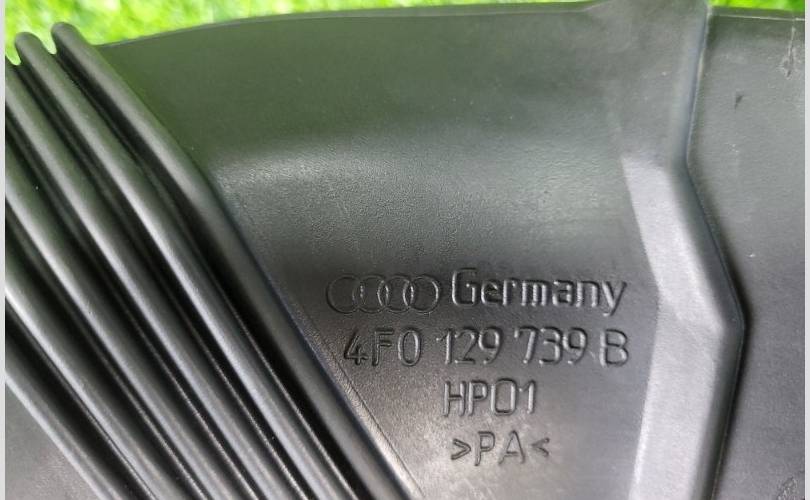 Germany
4F0 129 739 B
HP01
>PA<